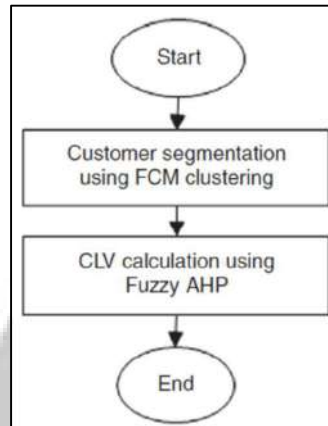 Start
Customer segmentation
using FCM clustering
CLV calculation using
Fuzzy AHP
End